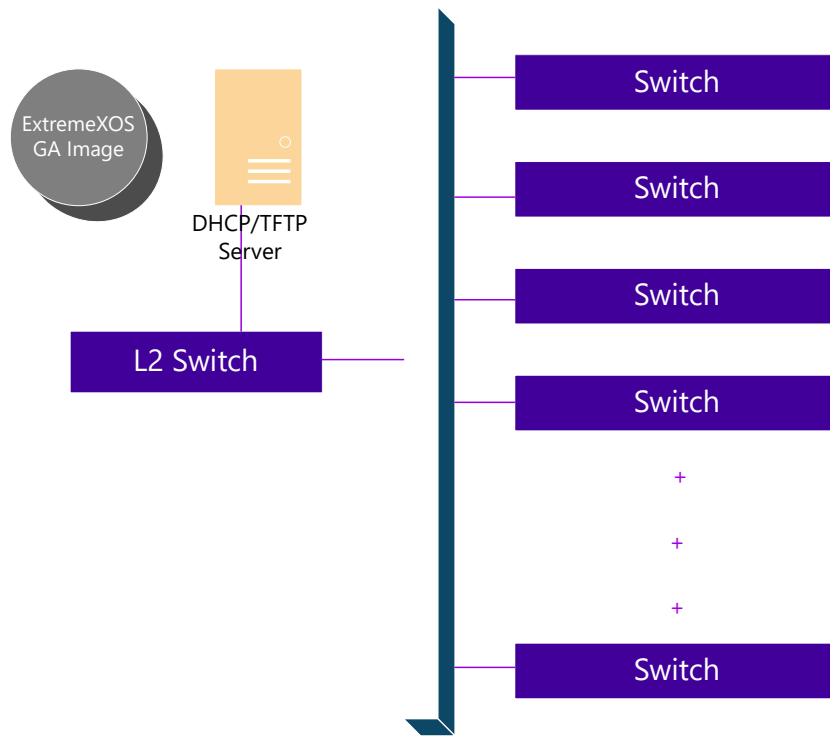 ExtremeXOS
GA Image
DHCP/TFTP
Server
L2 Switch
Switch
Switch
Switch
Switch
+
+
+
Switch